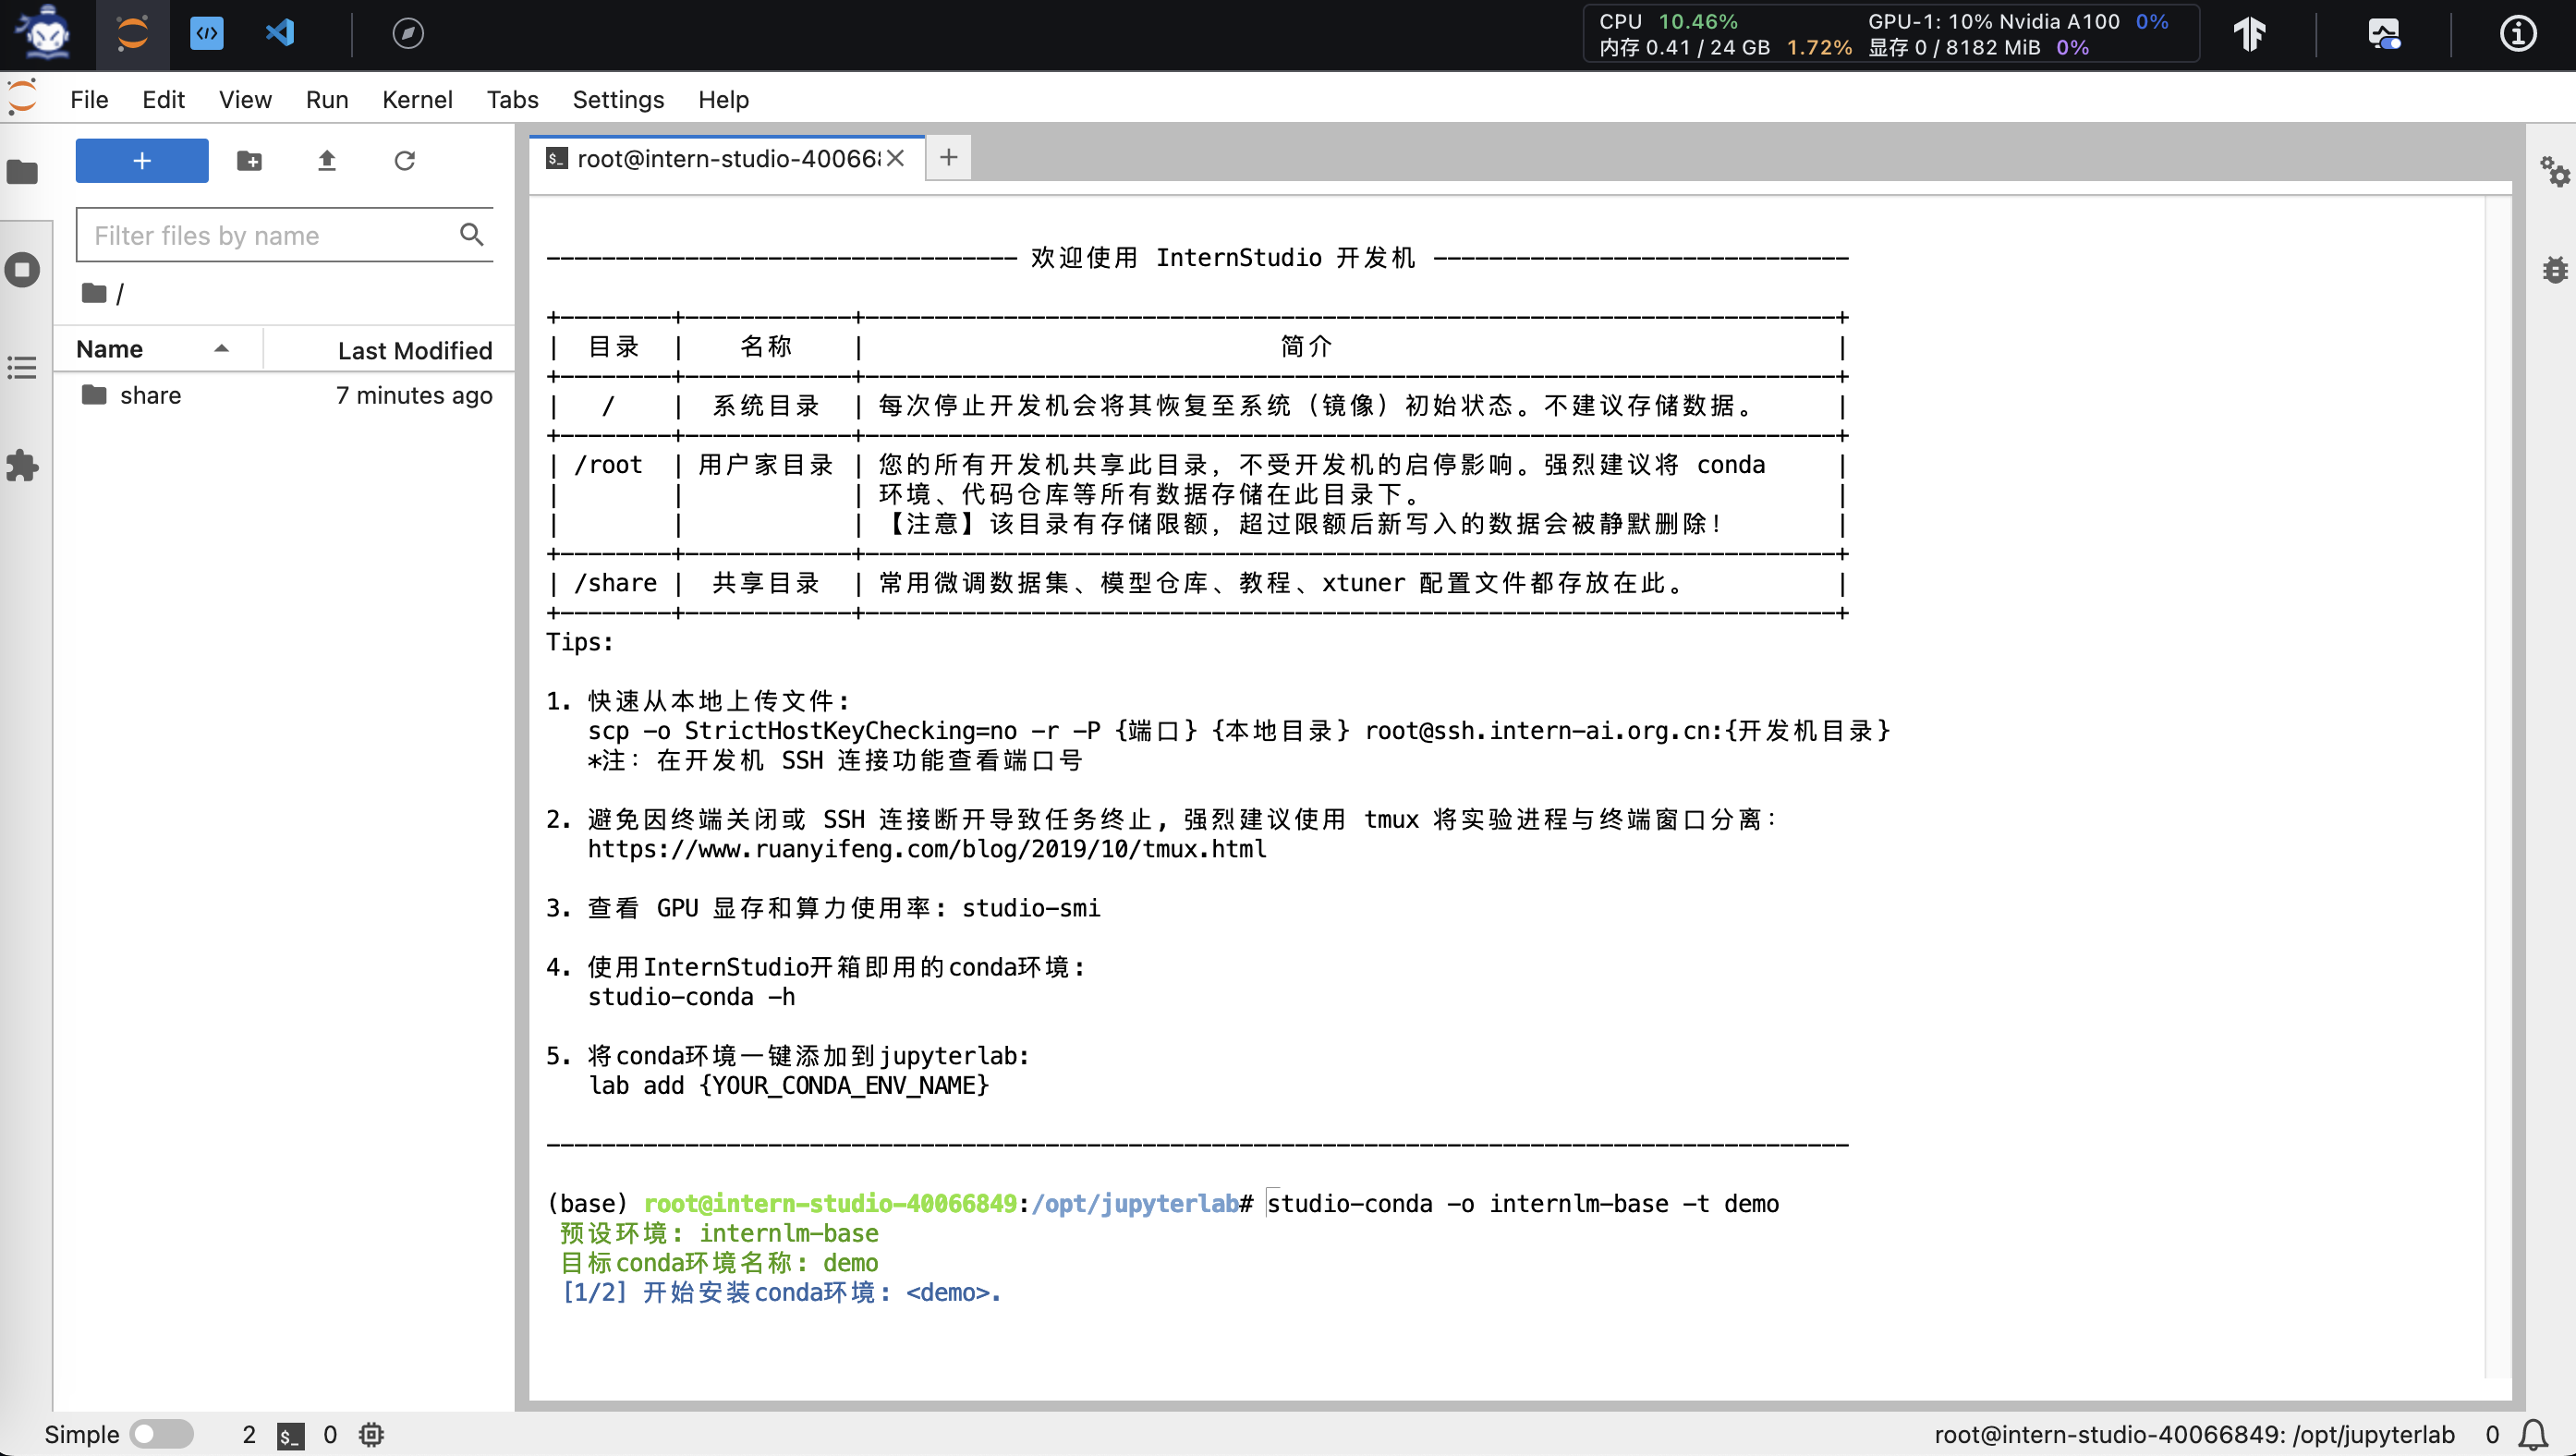 CPU 10.46% GPU-1: 10% Nvidia A100 0%
内存 0.41 / 24 GB 1.72% 显存 0 / 8182 MiB 0%
File Edit View Run Kernel Tabs Settings Help
+
root@intern-studio-40066
Filter files by name
/
Name Last Modified
share 7 minutes ago
---------------------------------- 欢迎使用 InternStudio 开发机 ------------------------------
+--------+------------+----------------------------------------------------------------------+
| 目录 | 名称 | 简介 |
+--------+------------+----------------------------------------------------------------------+
| / | 系统目录 | 每次停止开发机会将其恢复至系统（镜像）初始状态。不建议存储数据。 |
+--------+------------+----------------------------------------------------------------------+
| /root | 用户家目录 | 您的所有开发机共享此目录，不受开发机的启停影响。强烈建议将 conda |
| | | 环境、代码仓库等所有数据存储在此目录下。 |
| | | 【注意】该目录有存储限额，超过限额后新写入的数据会被静默删除！ |
+--------+------------+----------------------------------------------------------------------+
| /share | 共享目录 | 常用微调数据集、模型仓库、教程、xtuner 配置文件都存放在此。 |
+--------+------------+----------------------------------------------------------------------+
Tips:
1. 快速从本地上传文件：
scp -o StrictHostKeyChecking=no -r -P {端口} {本地目录} root@ssh.intern-ai.org.cn:{开发机目录}
*注：在开发机 SSH 连接功能查看端口号
2. 避免因终端关闭或 SSH 连接断开导致任务终止，强烈建议使用 tmux 将实验进程与终端窗口分离：
https://www.ruanyifeng.com/blog/2019/10/tmux.html
3. 查看 GPU 显存和算力使用率：studio-smi
4. 使用InternStudio开箱即用的conda环境：
studio-conda -h
5. 将conda环境一键添加到jupyterlab：
lab add {YOUR_CONDA_ENV_NAME}
----------------------------------------------------------------------------------------------
(base) root@intern-studio-40066849:/opt/jupyterlab# studio-conda -o internlm-base -t demo
预设环境：internlm-base
目标conda环境名称：demo
[1/2] 开始安装conda环境：<demo>.
Simple 2 $_ 0 root@intern-studio-40066849: /opt/jupyterlab 0